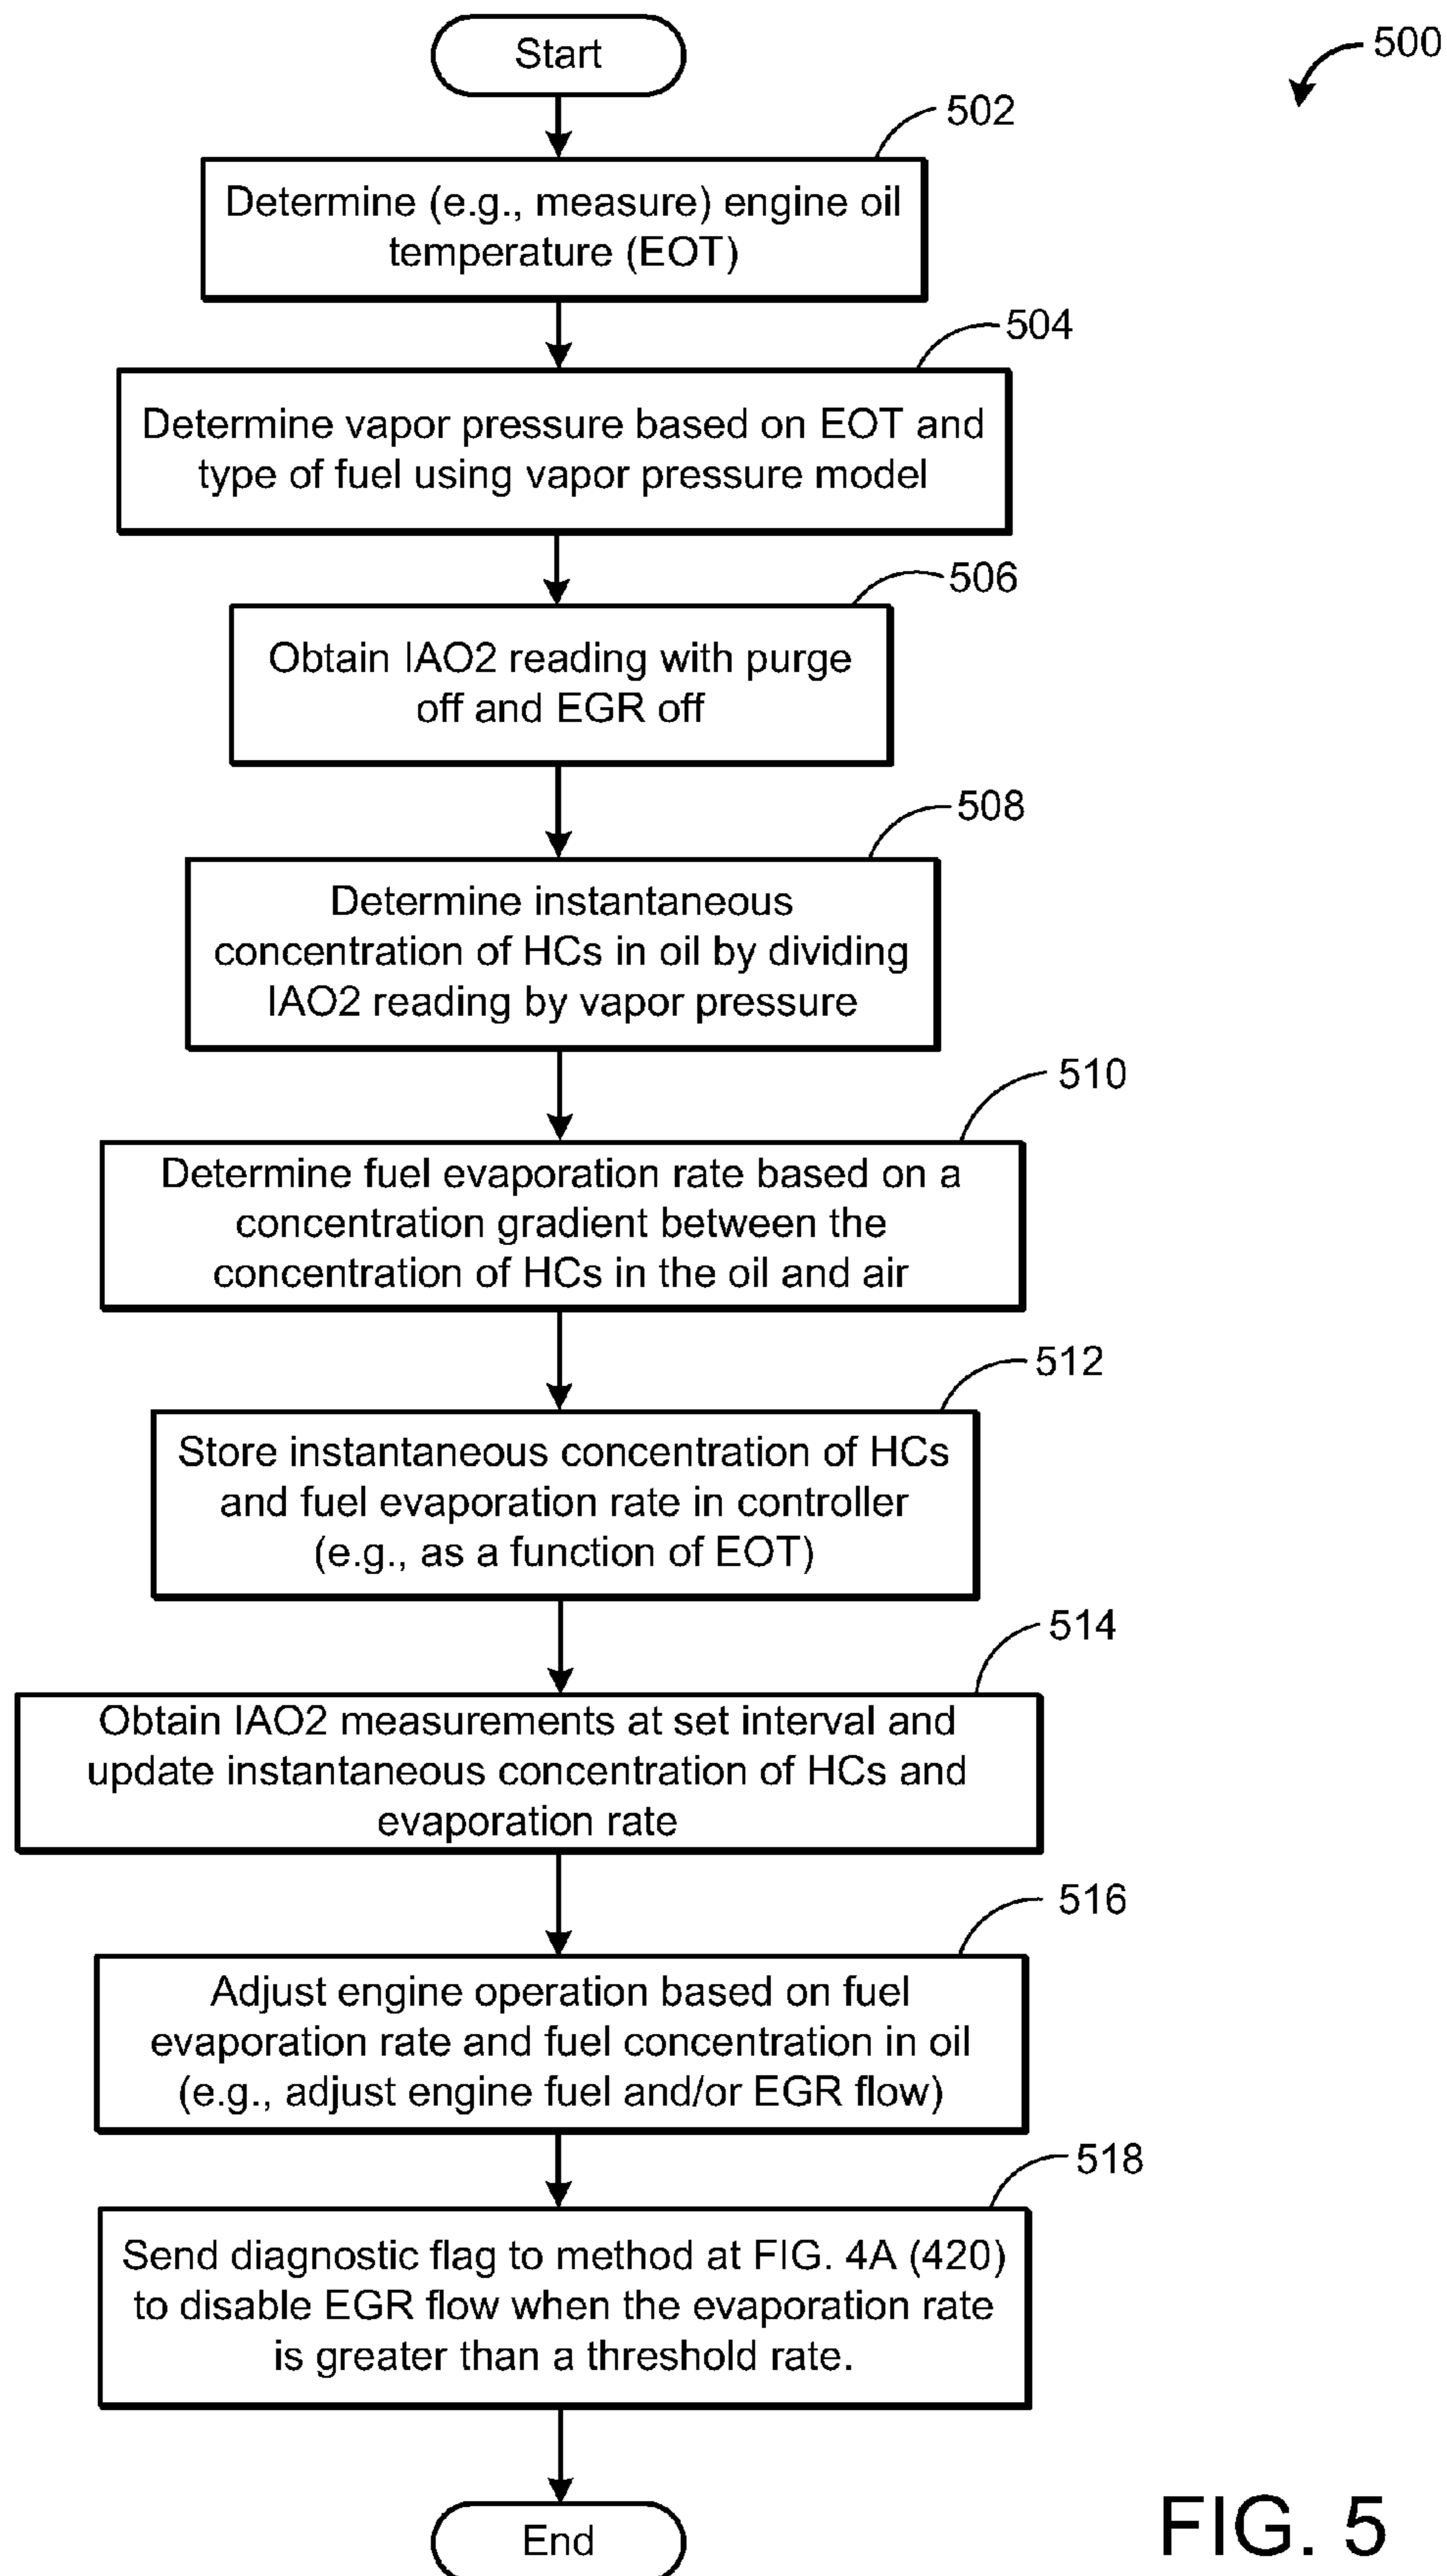 Start
500
502
Determine (e.g., measure) engine oil
temperature (EOT)
504
Determine vapor pressure based on EOT and
type of fuel using vapor pressure model
506
Obtain IAO2 reading with purge
off and EGR off
508
Determine instantaneous
concentration of HCs in oil by dividing
IAO2 reading by vapor pressure
510
Determine fuel evaporation rate based on a
concentration gradient between the
concentration of HCs in the oil and air
512
Store instantaneous concentration of HCs
and fuel evaporation rate in controller
(e.g., as a function of EOT)
514
Obtain IAO2 measurements at set interval and
update instantaneous concentration of HCs and
evaporation rate
516
Adjust engine operation based on fuel
evaporation rate and fuel concentration in oil
(e.g., adjust engine fuel and/or EGR flow)
518
Send diagnostic flag to method at FIG. 4A (420)
to disable EGR flow when the evaporation rate
is greater than a threshold rate.
End
FIG. 5